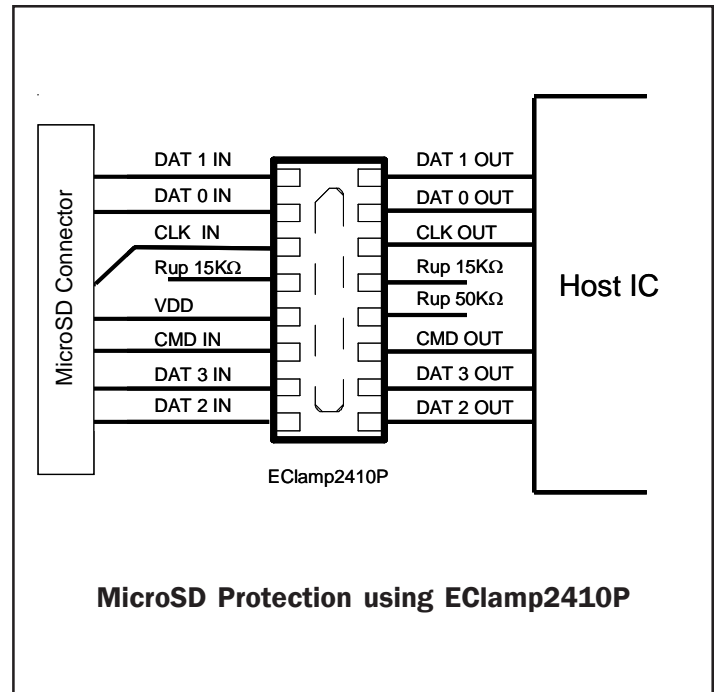 MicroSD Connector
DAT 1 IN
DAT 0 IN
CLK IN
Rup 15KΩ
VDD
CMD IN
DAT 3 IN
DAT 2 IN
DAT 1 OUT
DAT 0 OUT
CLK OUT
Rup 15KΩ
Rup 50KΩ
CMD OUT
DAT 3 OUT
DAT 2 OUT
Host IC
EClamp2410P
MicroSD Protection using EClamp2410P